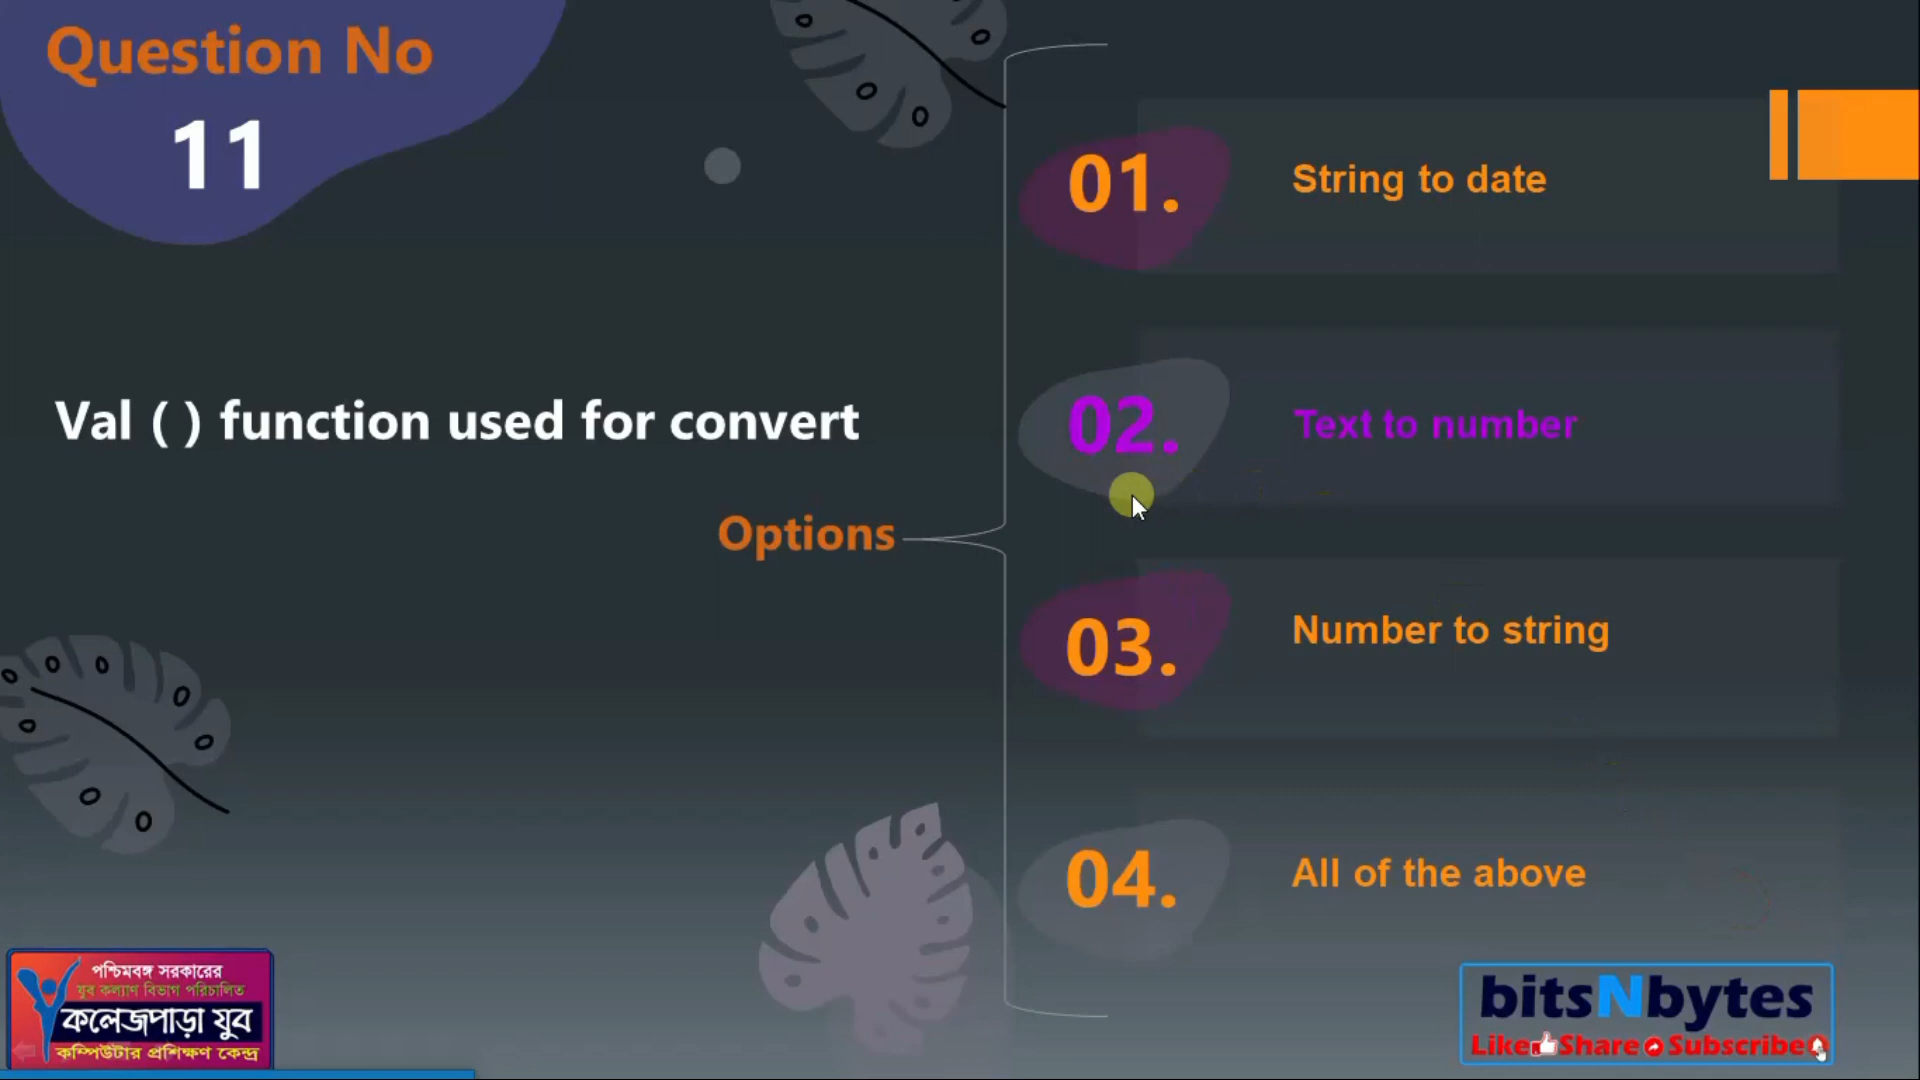 Question No
11
Val ( ) function used for convert
Options
01. String to date
02. Text to number
03. Number to string
04. All of the above
পশ্চিমবঙ্গ সরকারের
যুব কল্যাণ বিভাগ পরিচালিত
কলেজপাড়া যুব
কম্পিউটার প্রশিক্ষণ কেন্দ্র
bitsNbytes
Like Share Subscribe